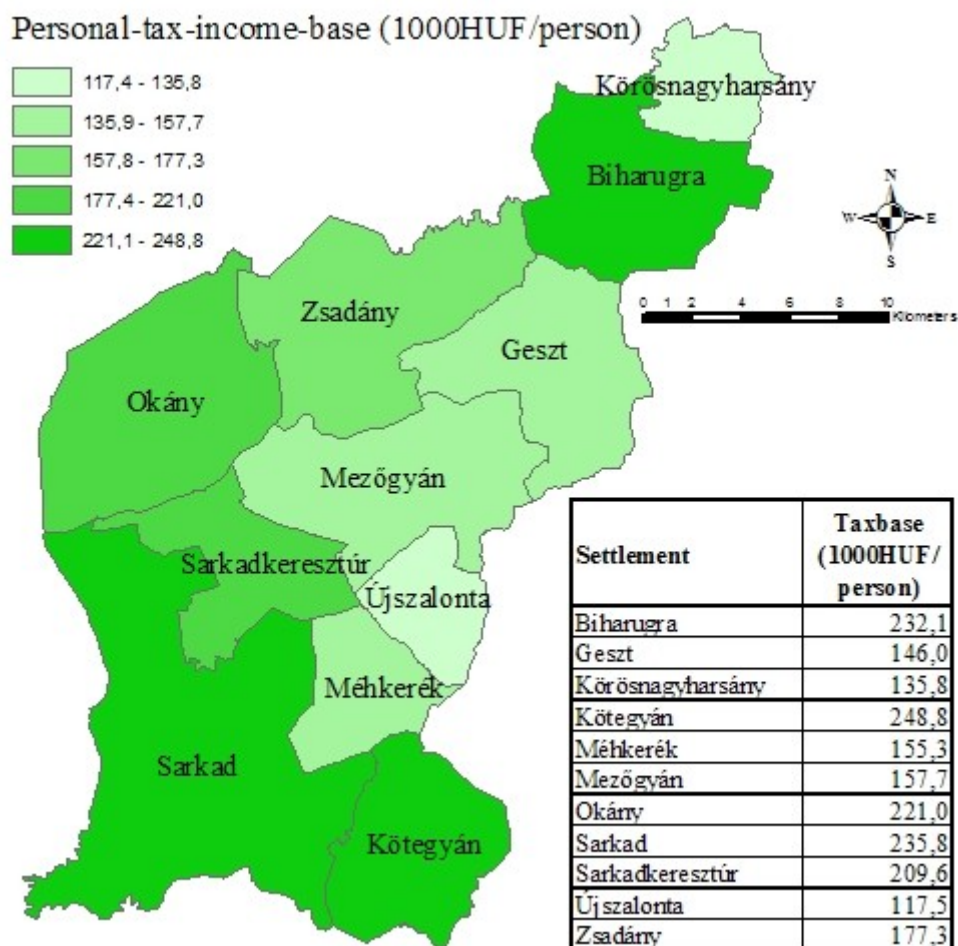 Personal-tax-income-base (1000HUF/person)
117,4 - 135,8
135,9 - 157,7
157,8 - 177,3
177,4 - 221,0
221,1 - 248,8
Körösnagyharsány
Biharugra
N
W E
S
0 1 2 4 6 8 10
Kilometers
Zsadány
Geszt
Okány
Mezőgyán
Sarkadkeresztúr
Újszalonta
Méhkerék
Sarkad
Kötegyán
Settlement Taxbase (1000HUF/ person)
Biharugra 232,1
Geszt 146,0
Körösnagyharsány 135,8
Kötegyán 248,8
Méhkerék 155,3
Mezőgyán 157,7
Okány 221,0
Sarkad 235,8
Sarkadkeresztúr 209,6
Újszalonta 117,5
Zsadány 177,3